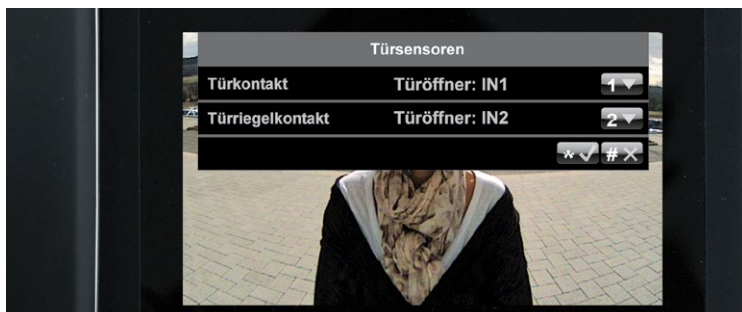 Türsensoren
Türkontakt Türöffner: IN1 1
Türriegelkontakt Türöffner: IN2 2
* #